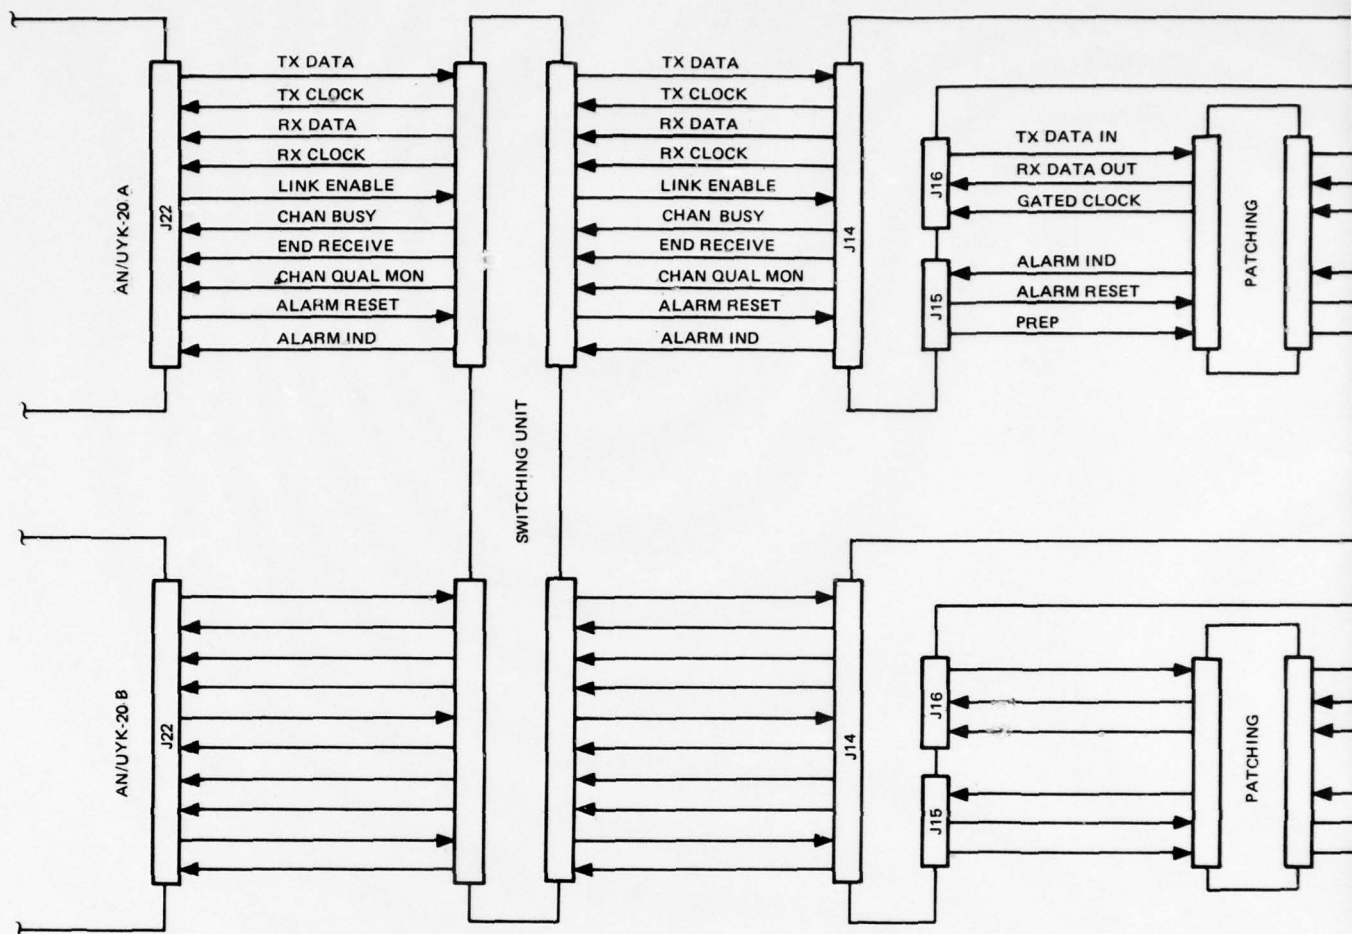 AN/UYK-20 A
J22
TX DATA
TX CLOCK
RX DATA
RX CLOCK
LINK ENABLE
CHAN BUSY
END RECEIVE
CHAN QUAL MON
ALARM RESET
ALARM IND
SWITCHING UNIT
TX DATA
TX CLOCK
RX DATA
RX CLOCK
LINK ENABLE
CHAN BUSY
END RECEIVE
CHAN QUAL MON
ALARM RESET
ALARM IND
J14
J16
TX DATA IN
RX DATA OUT
GATED CLOCK
J15
ALARM IND
ALARM RESET
PREP
PATCHING
AN/UYK-20 B
J22
J14
J16
J15
PATCHING